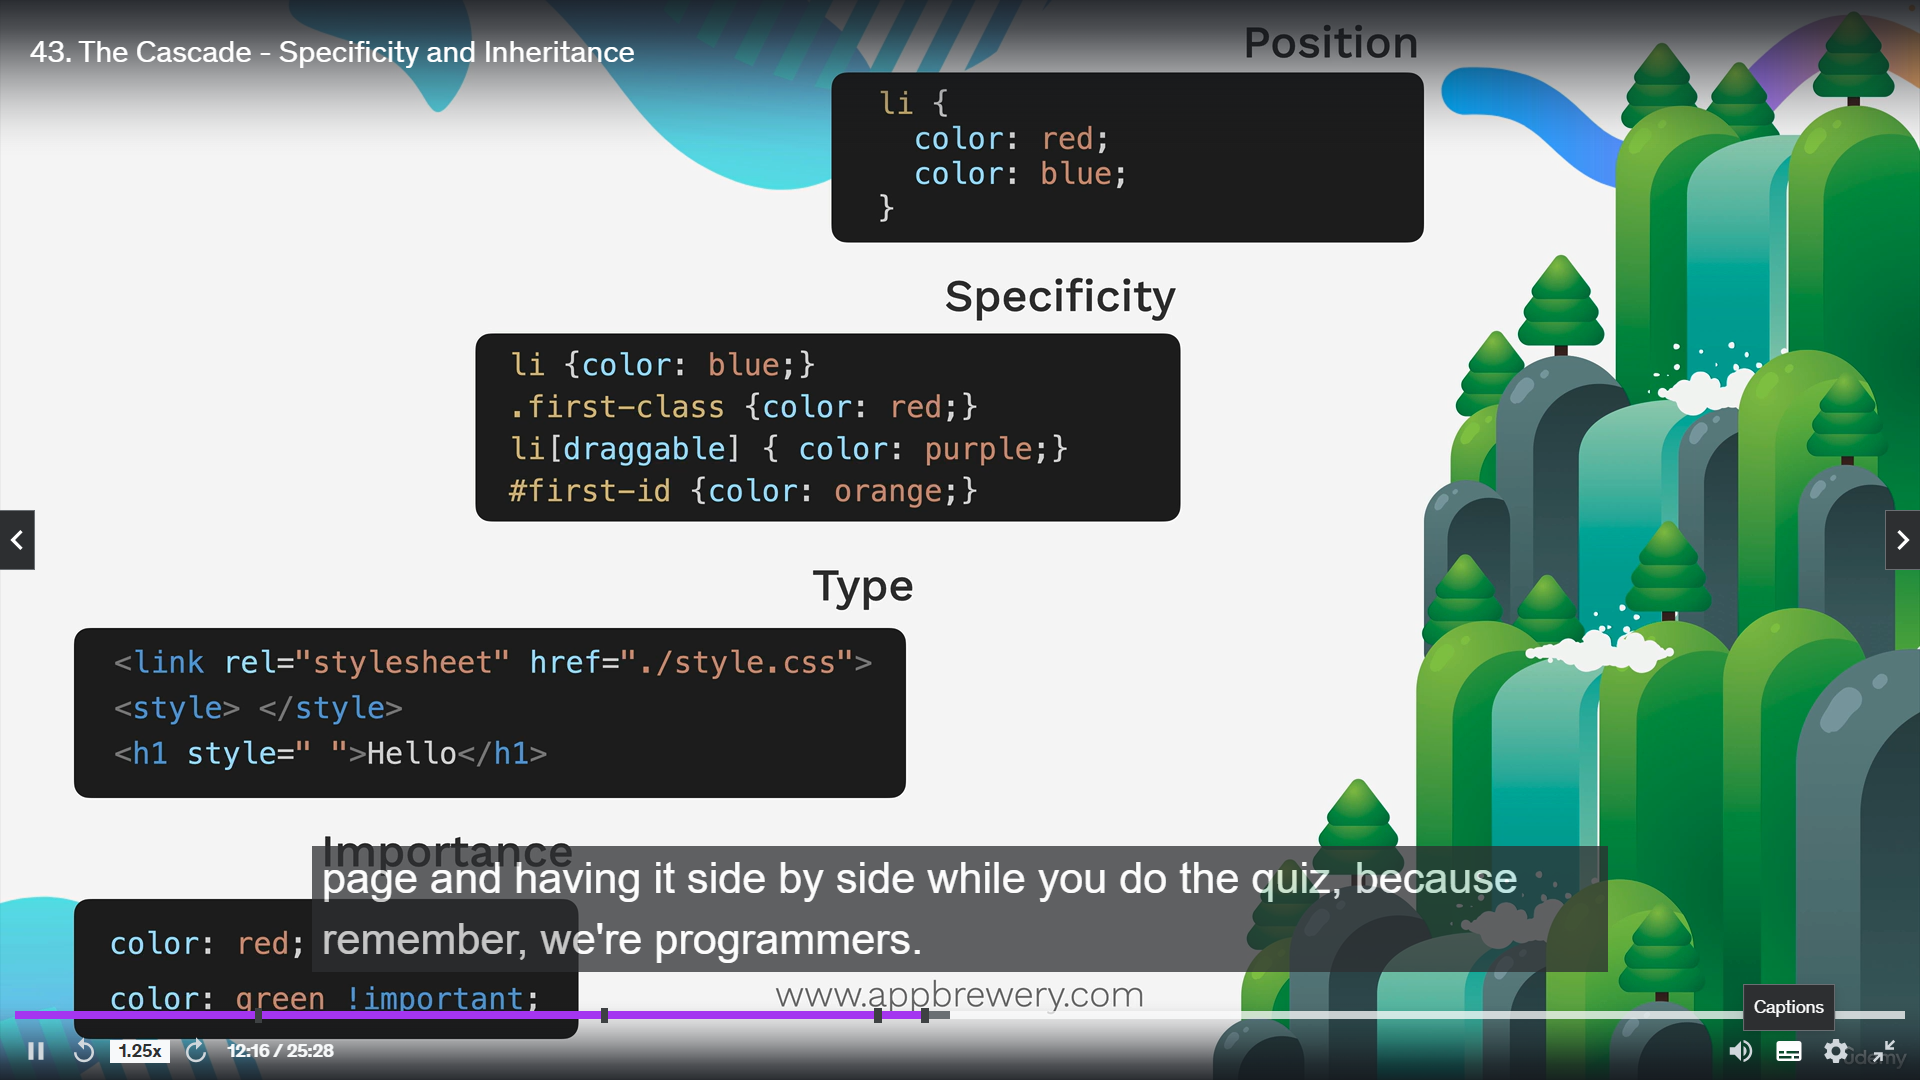 43. The Cascade - Specificity and Inheritance
Position
li {
color: red;
color: blue;
}
Specificity
li {color: blue;}
.first-class {color: red;}
li[draggable] { color: purple;}
#first-id {color: orange;}
Type
<link rel="stylesheet" href="./style.css">
<style> </style>
<h1 style=" ">Hello</h1>
Importance
color: red;
color: green !important;
page and having it side by side while you do the quiz, because
remember, we're programmers.
www.appbrewery.com
Captions
1.25x
12:16 / 25:28
udemy